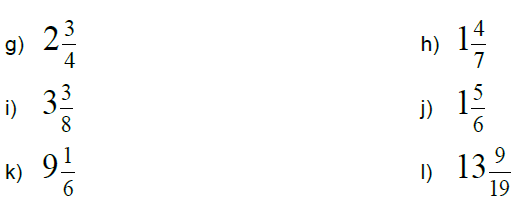 g) 2 3/4 h) 1 4/7
i) 3 3/8 j) 1 5/6
k) 9 1/6 l) 13 9/19